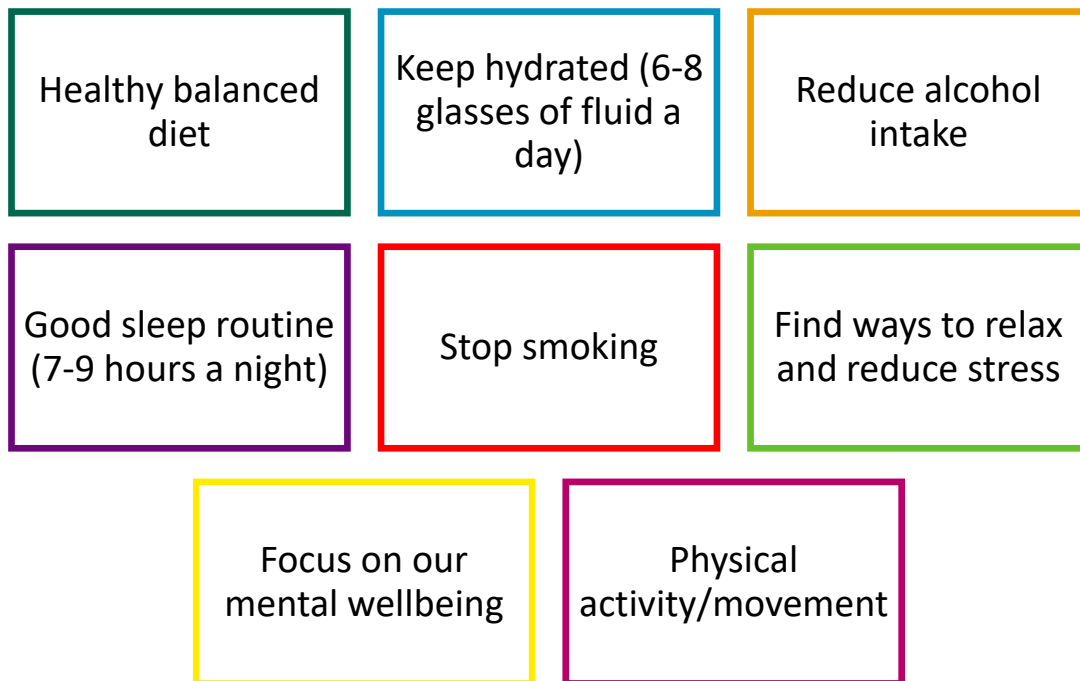 Healthy balanced
diet
Keep hydrated (6-8
glasses of fluid a
day)
Reduce alcohol
intake
Good sleep routine
(7-9 hours a night)
Stop smoking
Find ways to relax
and reduce stress
Focus on our
mental wellbeing
Physical
activity/movement